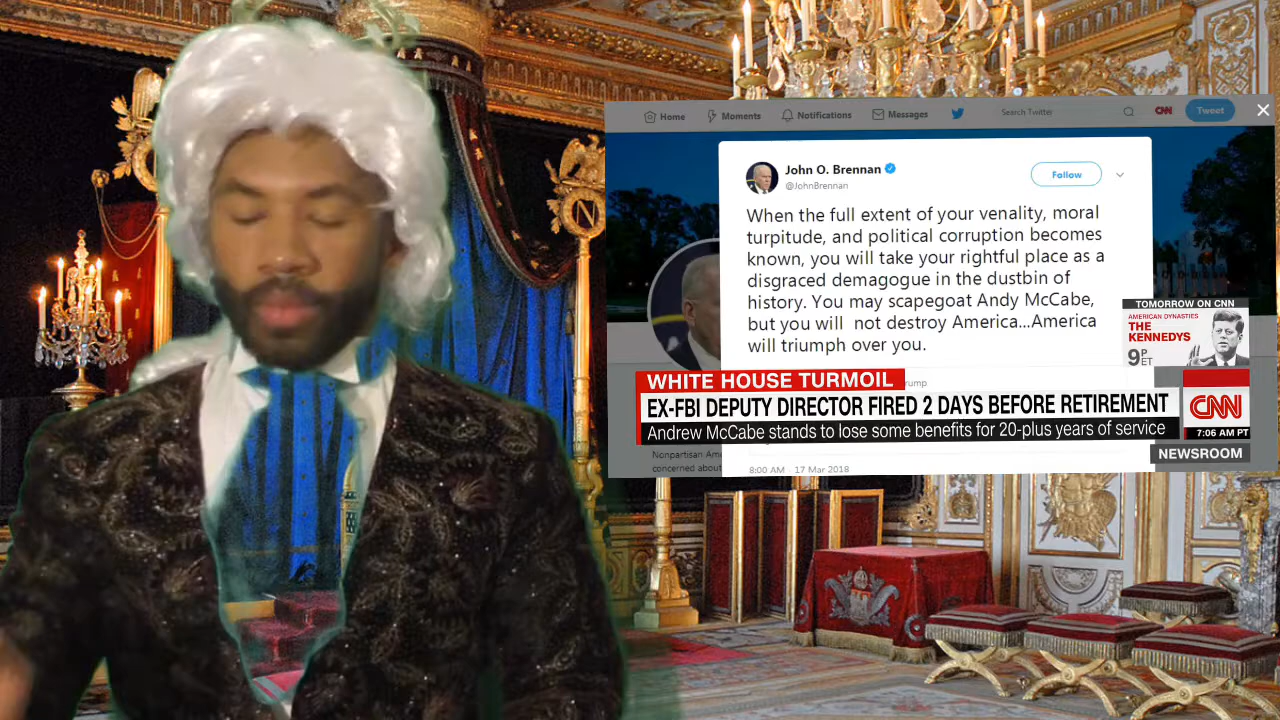 Home Moments Notifications Messages Search Twitter CNN Tweet
John O. Brennan
@JohnBrennan
Follow
When the full extent of your venality, moral
turpitude, and political corruption becomes
known, you will take your rightful place as a
disgraced demagogue in the dustbin of
history. You may scapegoat Andy McCabe,
but you will not destroy America...America
will triumph over you.
TOMORROW ON CNN
AMERICAN DYNASTIES
THE
KENNEDYS
9P ET
WHITE HOUSE TURMOIL
EX-FBI DEPUTY DIRECTOR FIRED 2 DAYS BEFORE RETIREMENT
Andrew McCabe stands to lose some benefits for 20-plus years of service
CNN
7:06 AM PT
NEWSROOM
Nonpartisan
concerned about
8:00 AM - 17 Mar 2018
N